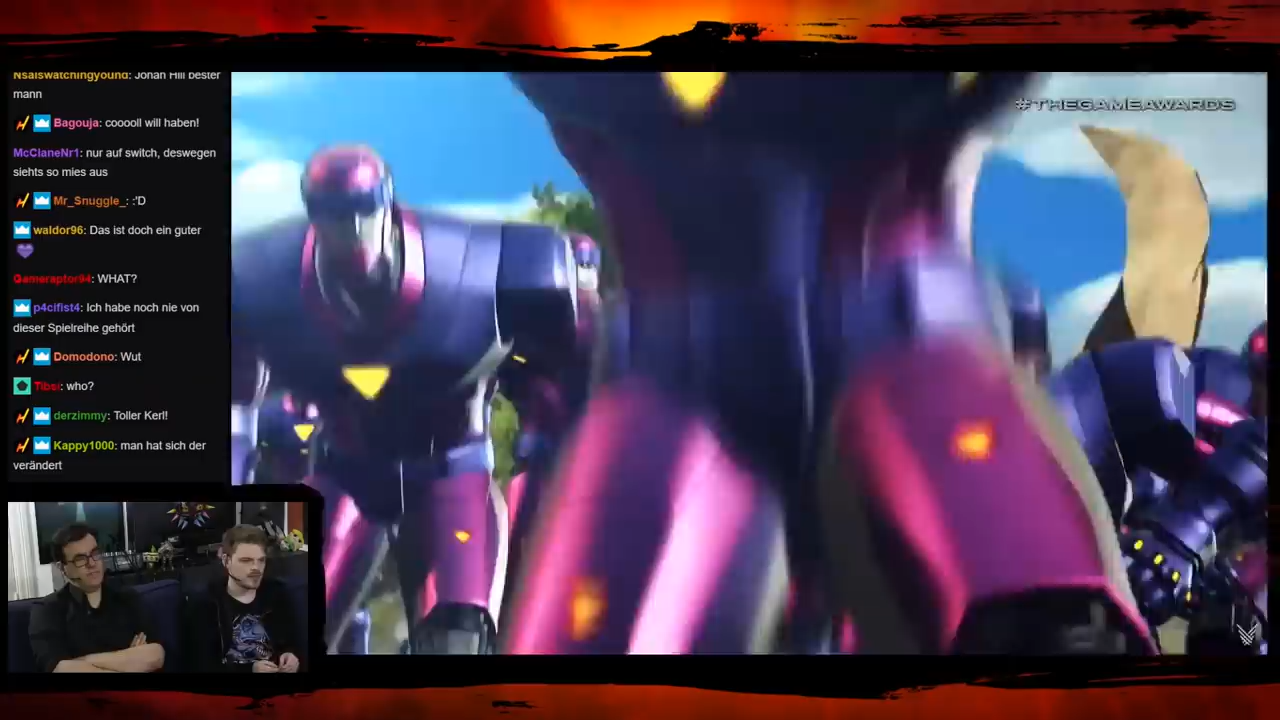 Nsaiswatchingyound: Jonah Hill bester
mann
Bagouja: cooooll will haben!
McClaneNr1: nur auf switch, deswegen
siehts so mies aus
Mr_Snuggle_: :'D
waldor96: Das ist doch ein guter
Gameraptor94: WHAT?
p4cifist4: Ich habe noch nie von
dieser Spielreihe gehört
Domodono: Wut
Tibsi: who?
derzimmy: Toller Kerl!
Kappy1000: man hat sich der
verändert
#THEGAMEAWARDS